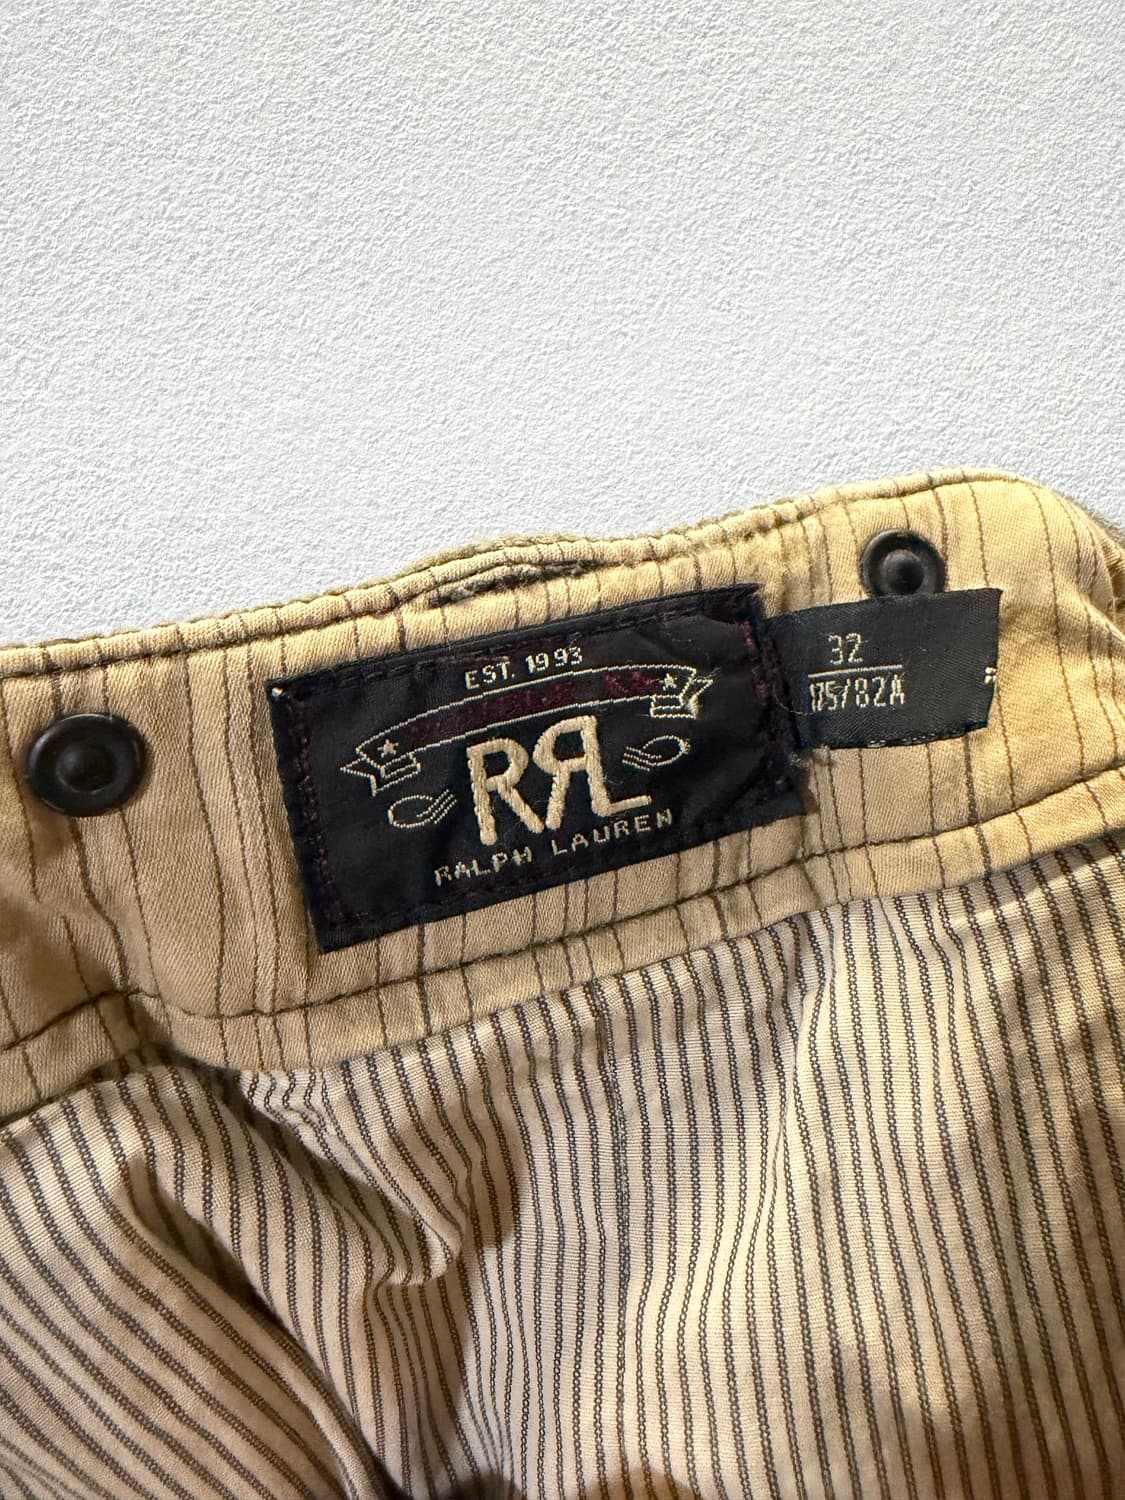 EST. 1993
RRL
RALPH LAUREN
32
175/82A